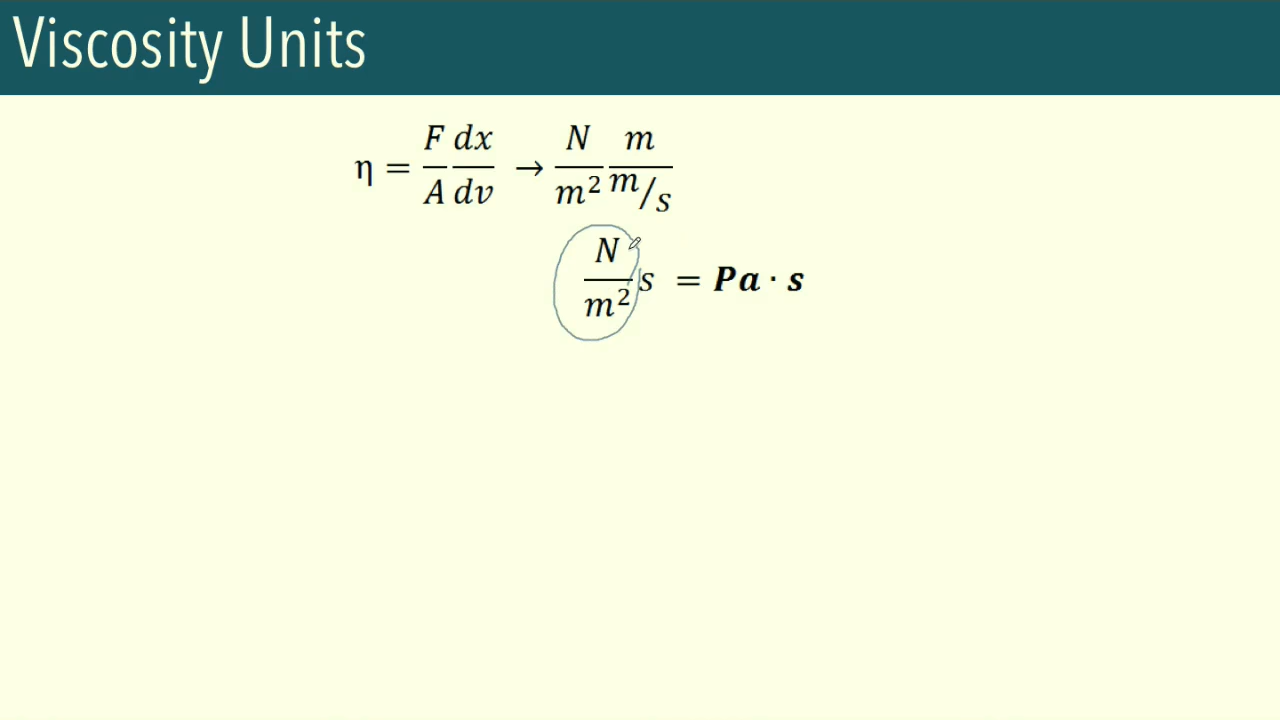 Viscosity Units
η = F/A dx/dv → N/m² m/(m/s)
N/m² s = Pa · s